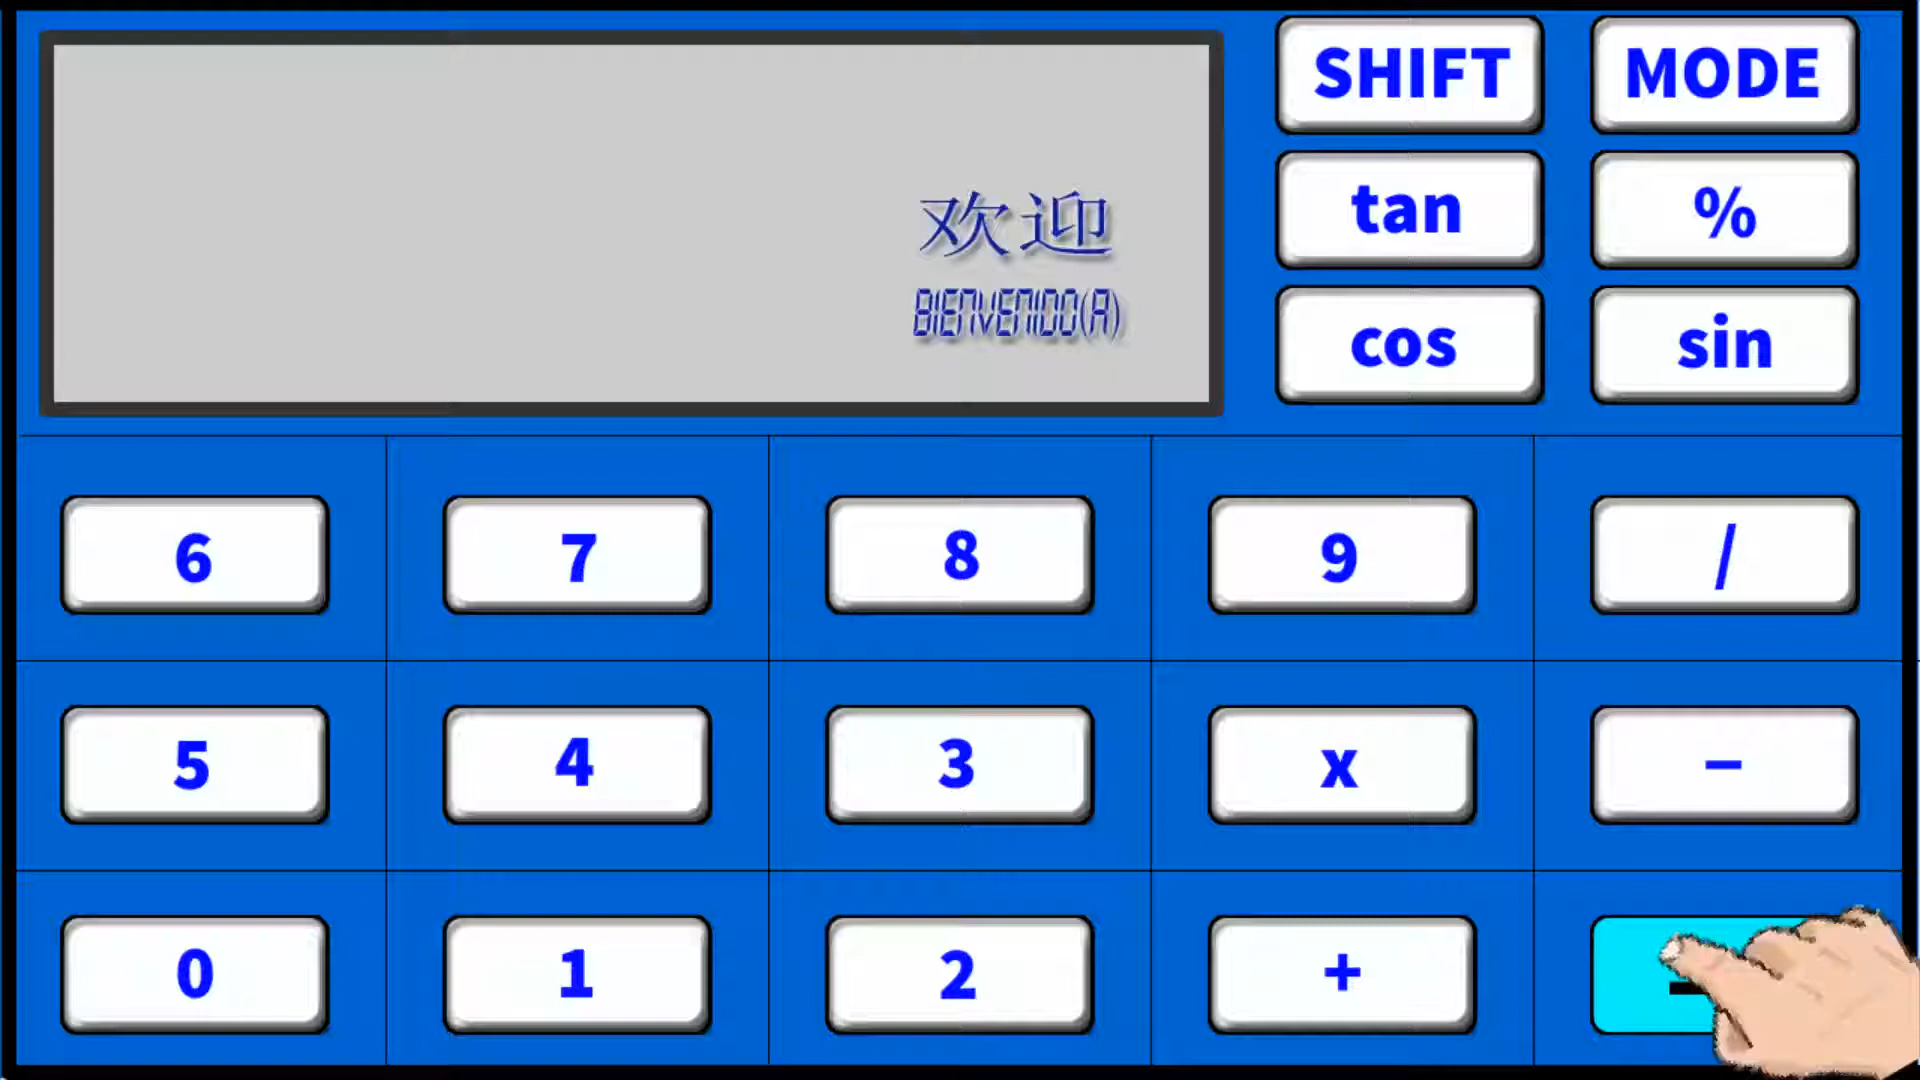 SHIFT MODE
tan %
欢迎
BIENVENIDO(A)
cos sin
6 7 8 9 /
5 4 3 x −
0 1 2 +